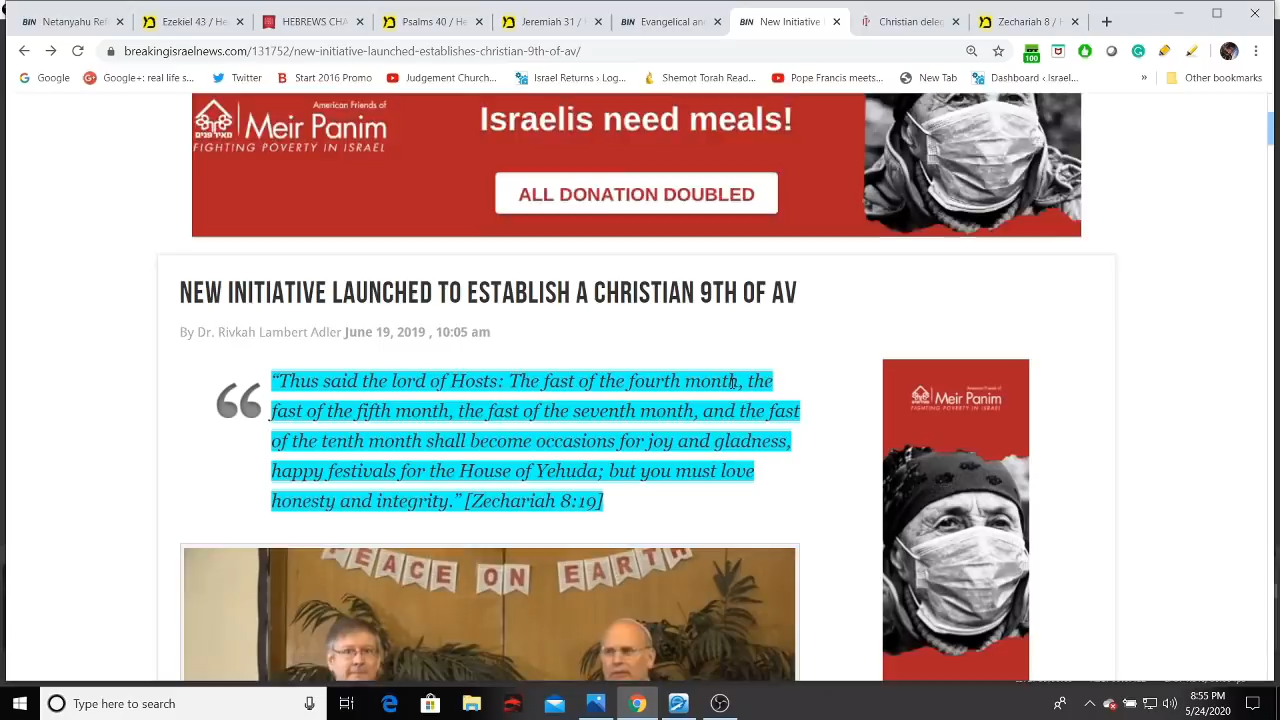 BIN Netanyahu Remi
Ezekiel 39 / H
HEBREWS CHA
Psalms 40 / He
Jeremiah 31 /
BIN Evangelical and
BIN New Initiative
Christian deleg
Zechariah 8 / H
breakingisraelnews.com/131752/new-initiative-launched-establishes-christian-9th-of-av/
100
Google
Google+: real life s...
Twitter
Start 2016 Promo
Judgement Church...
Israel Returns › Log...
Shemot Torah Read...
Pope Francis meets...
New Tab
Dashboard ‹ Israel...
»
Other bookmarks
American Friends of
Meir Panim
מאיר פנים
FIGHTING POVERTY IN ISRAEL
Israelis need meals!
ALL DONATION DOUBLED
NEW INITIATIVE LAUNCHED TO ESTABLISH A CHRISTIAN 9TH OF AV
By Dr. Rivkah Lambert Adler June 19, 2019 , 10:05 am
“Thus said the lord of Hosts: The fast of the fourth month, the
fast of the fifth month, the fast of the seventh month, and the fast
of the tenth month shall become occasions for joy and gladness,
happy festivals for the House of Yehuda; but you must love
honesty and integrity.” [Zechariah 8:19]
American Friends of
Meir Panim
FIGHTING POVERTY IN ISRAEL
PEACE ON EARTH
Type here to search
8:55 PM
5/24/2020